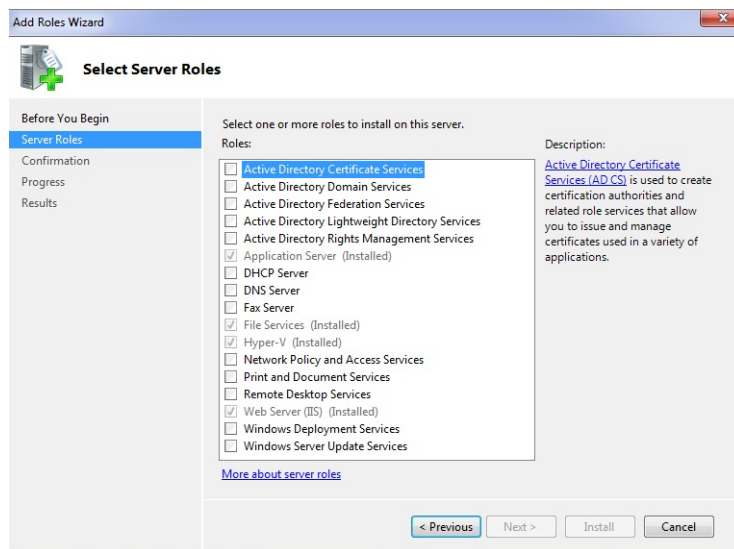 Add Roles Wizard
Select Server Roles
Before You Begin
Server Roles
Confirmation
Progress
Results
Select one or more roles to install on this server.
Roles:
Active Directory Certificate Services
Active Directory Domain Services
Active Directory Federation Services
Active Directory Lightweight Directory Services
Active Directory Rights Management Services
Application Server (Installed)
DHCP Server
DNS Server
Fax Server
File Services (Installed)
Hyper-V (Installed)
Network Policy and Access Services
Print and Document Services
Remote Desktop Services
Web Server (IIS) (Installed)
Windows Deployment Services
Windows Server Update Services
More about server roles
Description:
Active Directory Certificate
Services (AD CS) is used to create
certification authorities and
related role services that allow
you to issue and manage
certificates used in a variety of
applications.
< Previous
Next >
Install
Cancel